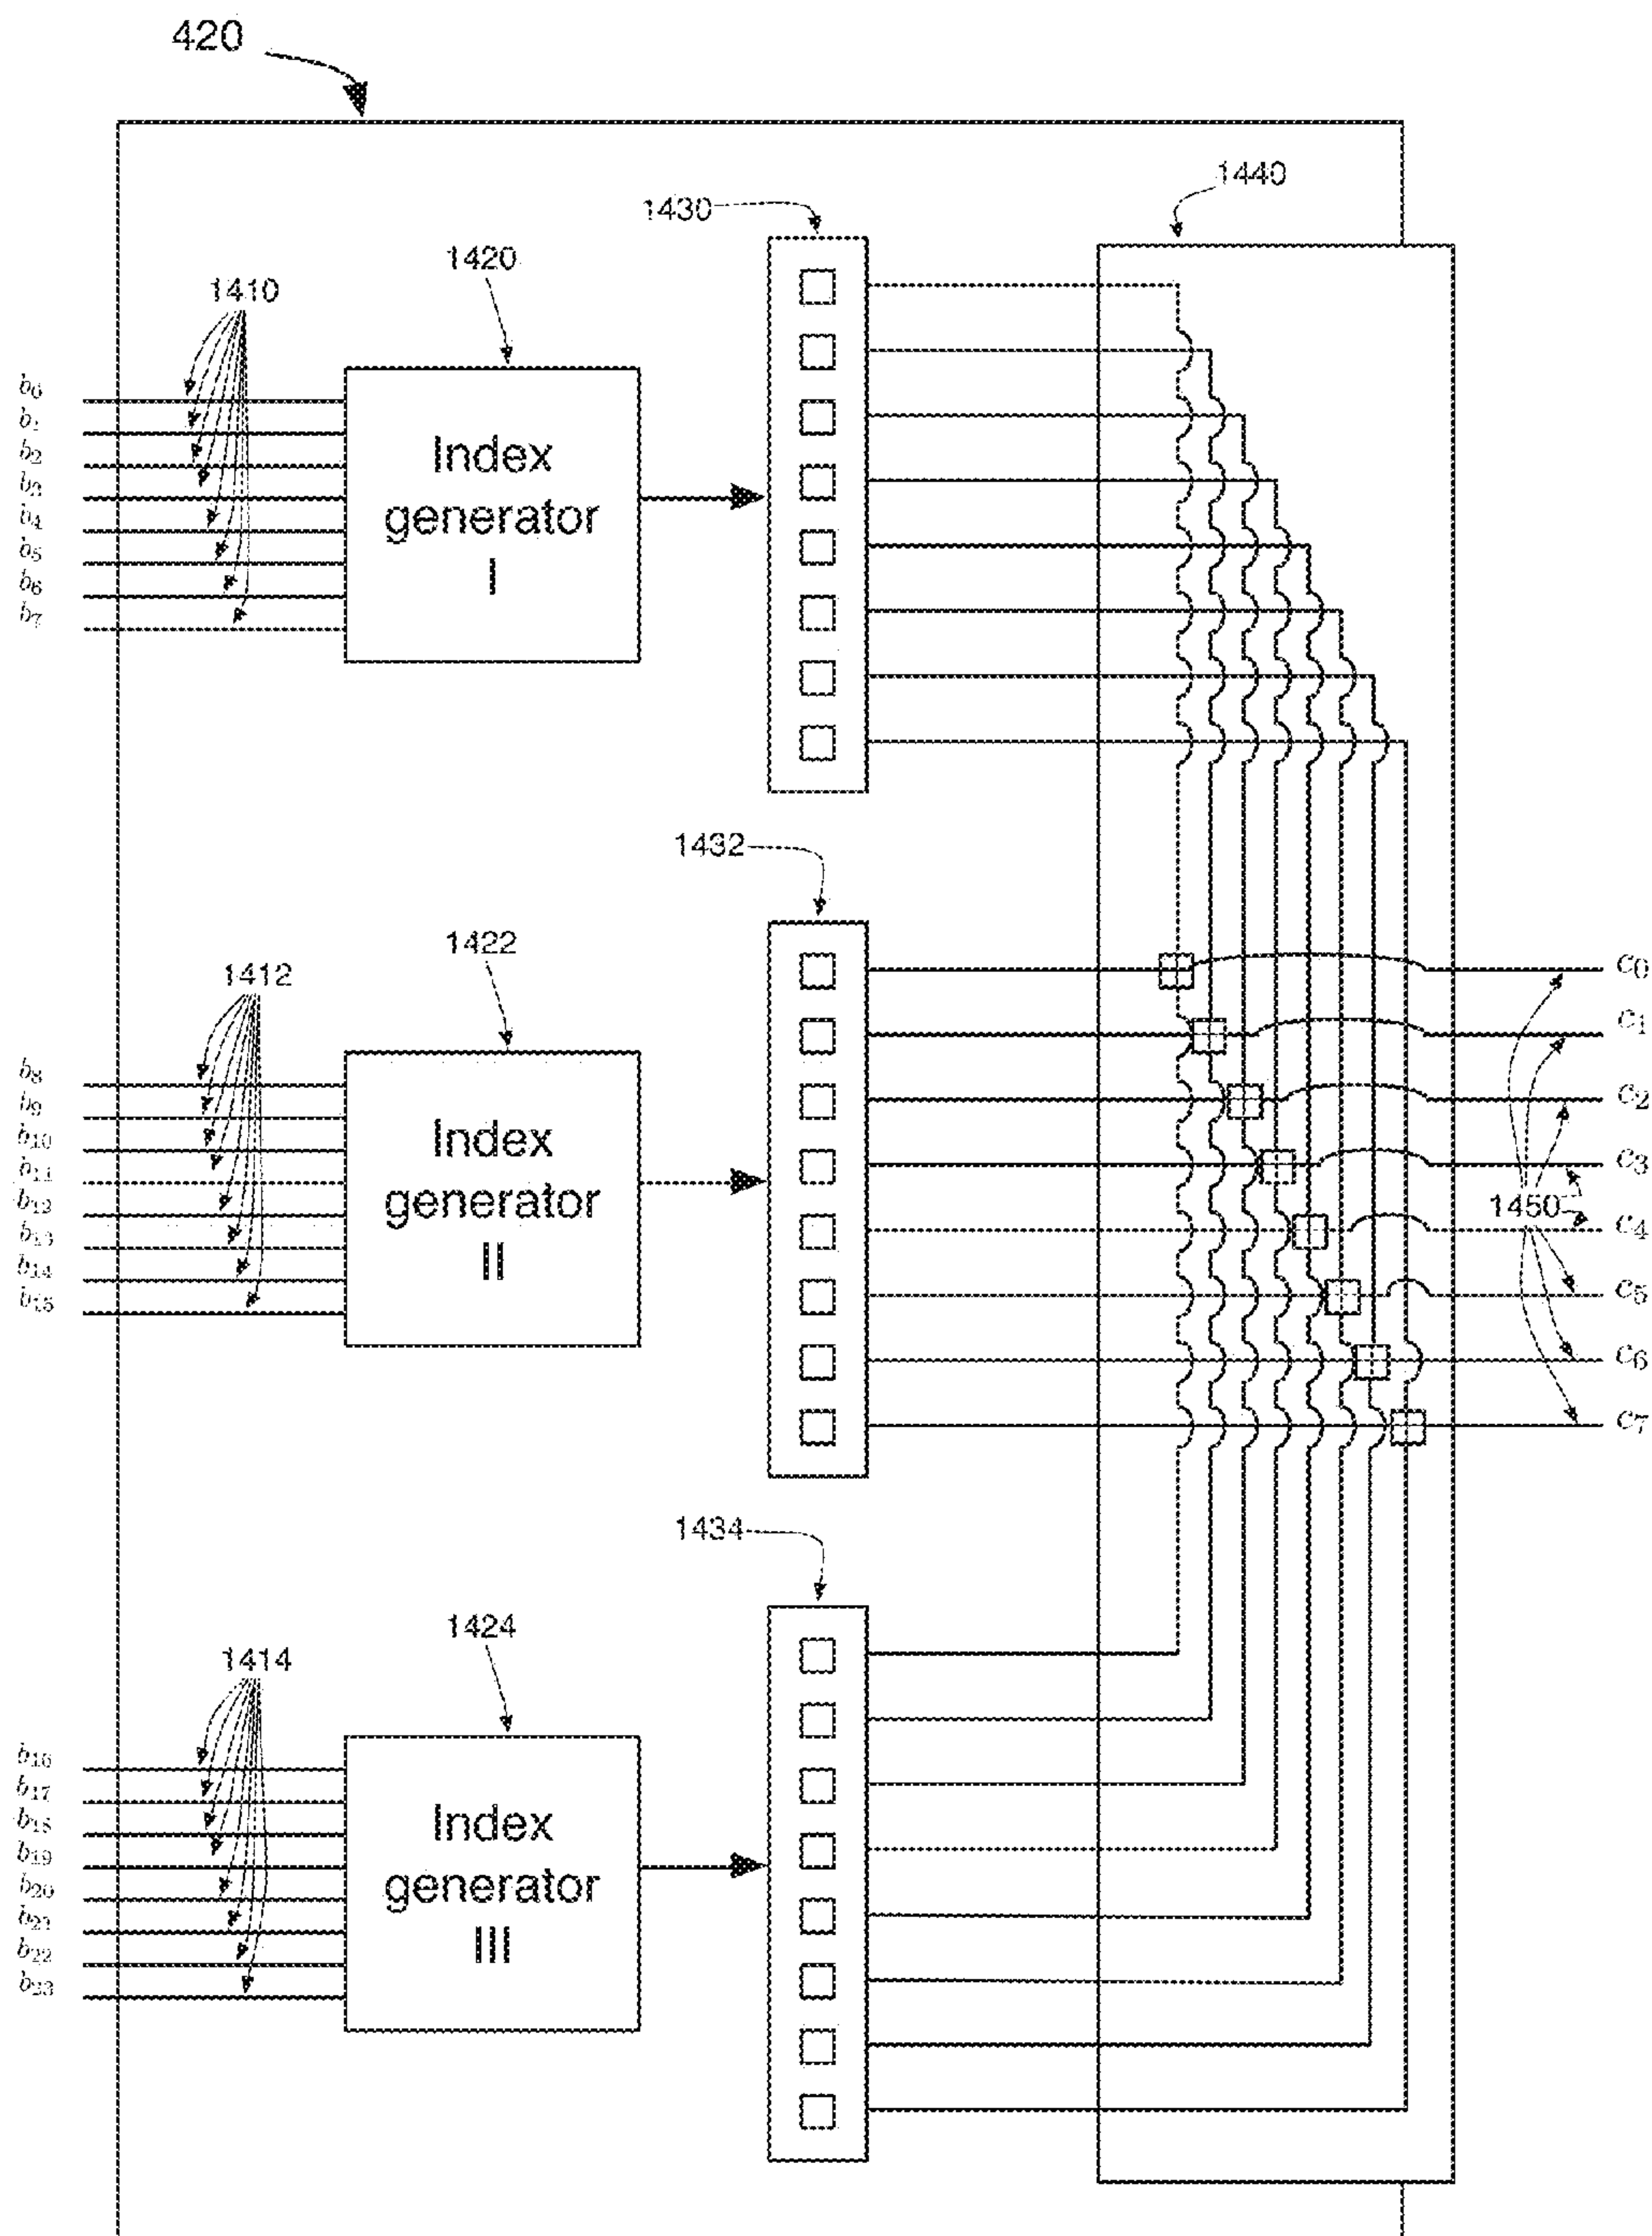 420
1440
1430
1420
1410
b₀
b₁
b₂
b₃
b₄
b₅
b₆
b₇
Index
generator
I
1432
1422
1412
b₈
b₉
b₁₀
b₁₁
b₁₂
b₁₃
b₁₄
b₁₅
Index
generator
II
c₀
c₁
c₂
c₃
1450
c₄
c₅
c₆
c₇
1434
1424
1414
b₁₆
b₁₇
b₁₈
b₁₉
b₂₀
b₂₁
b₂₂
b₂₃
Index
generator
III